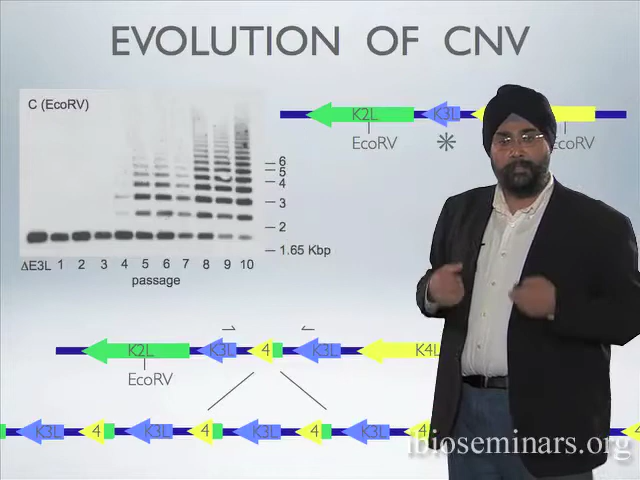 EVOLUTION OF CNV
C (EcoRV)
6
5
4
3
2
1.65 Kbp
ΔE3L 1 2 3 4 5 6 7 8 9 10
passage
K2L K3L
EcoRV EcoRV
*
K2L K3L 4 K3L K4L
EcoRV
K3L 4 K3L 4 K3L 4 K3L 4 4
ibioseminars.org